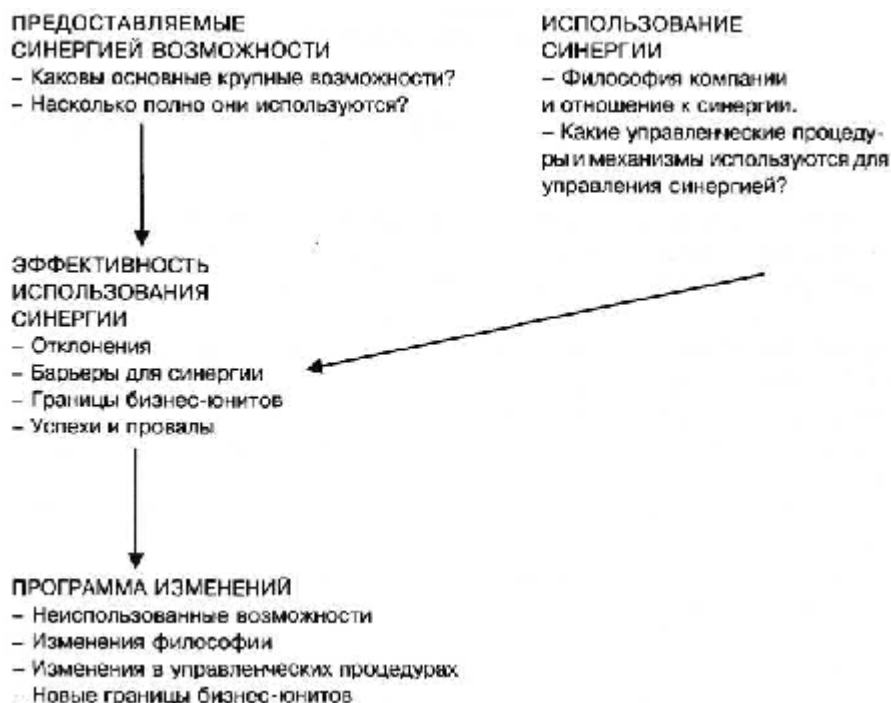 ПРЕДОСТАВЛЯЕМЫЕ
СИНЕРГИЕЙ ВОЗМОЖНОСТИ
– Каковы основные крупные возможности?
– Насколько полно они используются?
ИСПОЛЬЗОВАНИЕ
СИНЕРГИИ
– Философия компании
и отношение к синергии.
– Какие управленческие процеду-
ры и механизмы используются для
управления синергией?
ЭФФЕКТИВНОСТЬ
ИСПОЛЬЗОВАНИЯ
СИНЕРГИИ
– Отклонения
– Барьеры для синергии
– Границы бизнес-юнитов
– Успехи и провалы
ПРОГРАММА ИЗМЕНЕНИЙ
– Неиспользованные возможности
– Изменения философии
– Изменения в управленческих процедурах
– Новые границы бизнес-юнитов